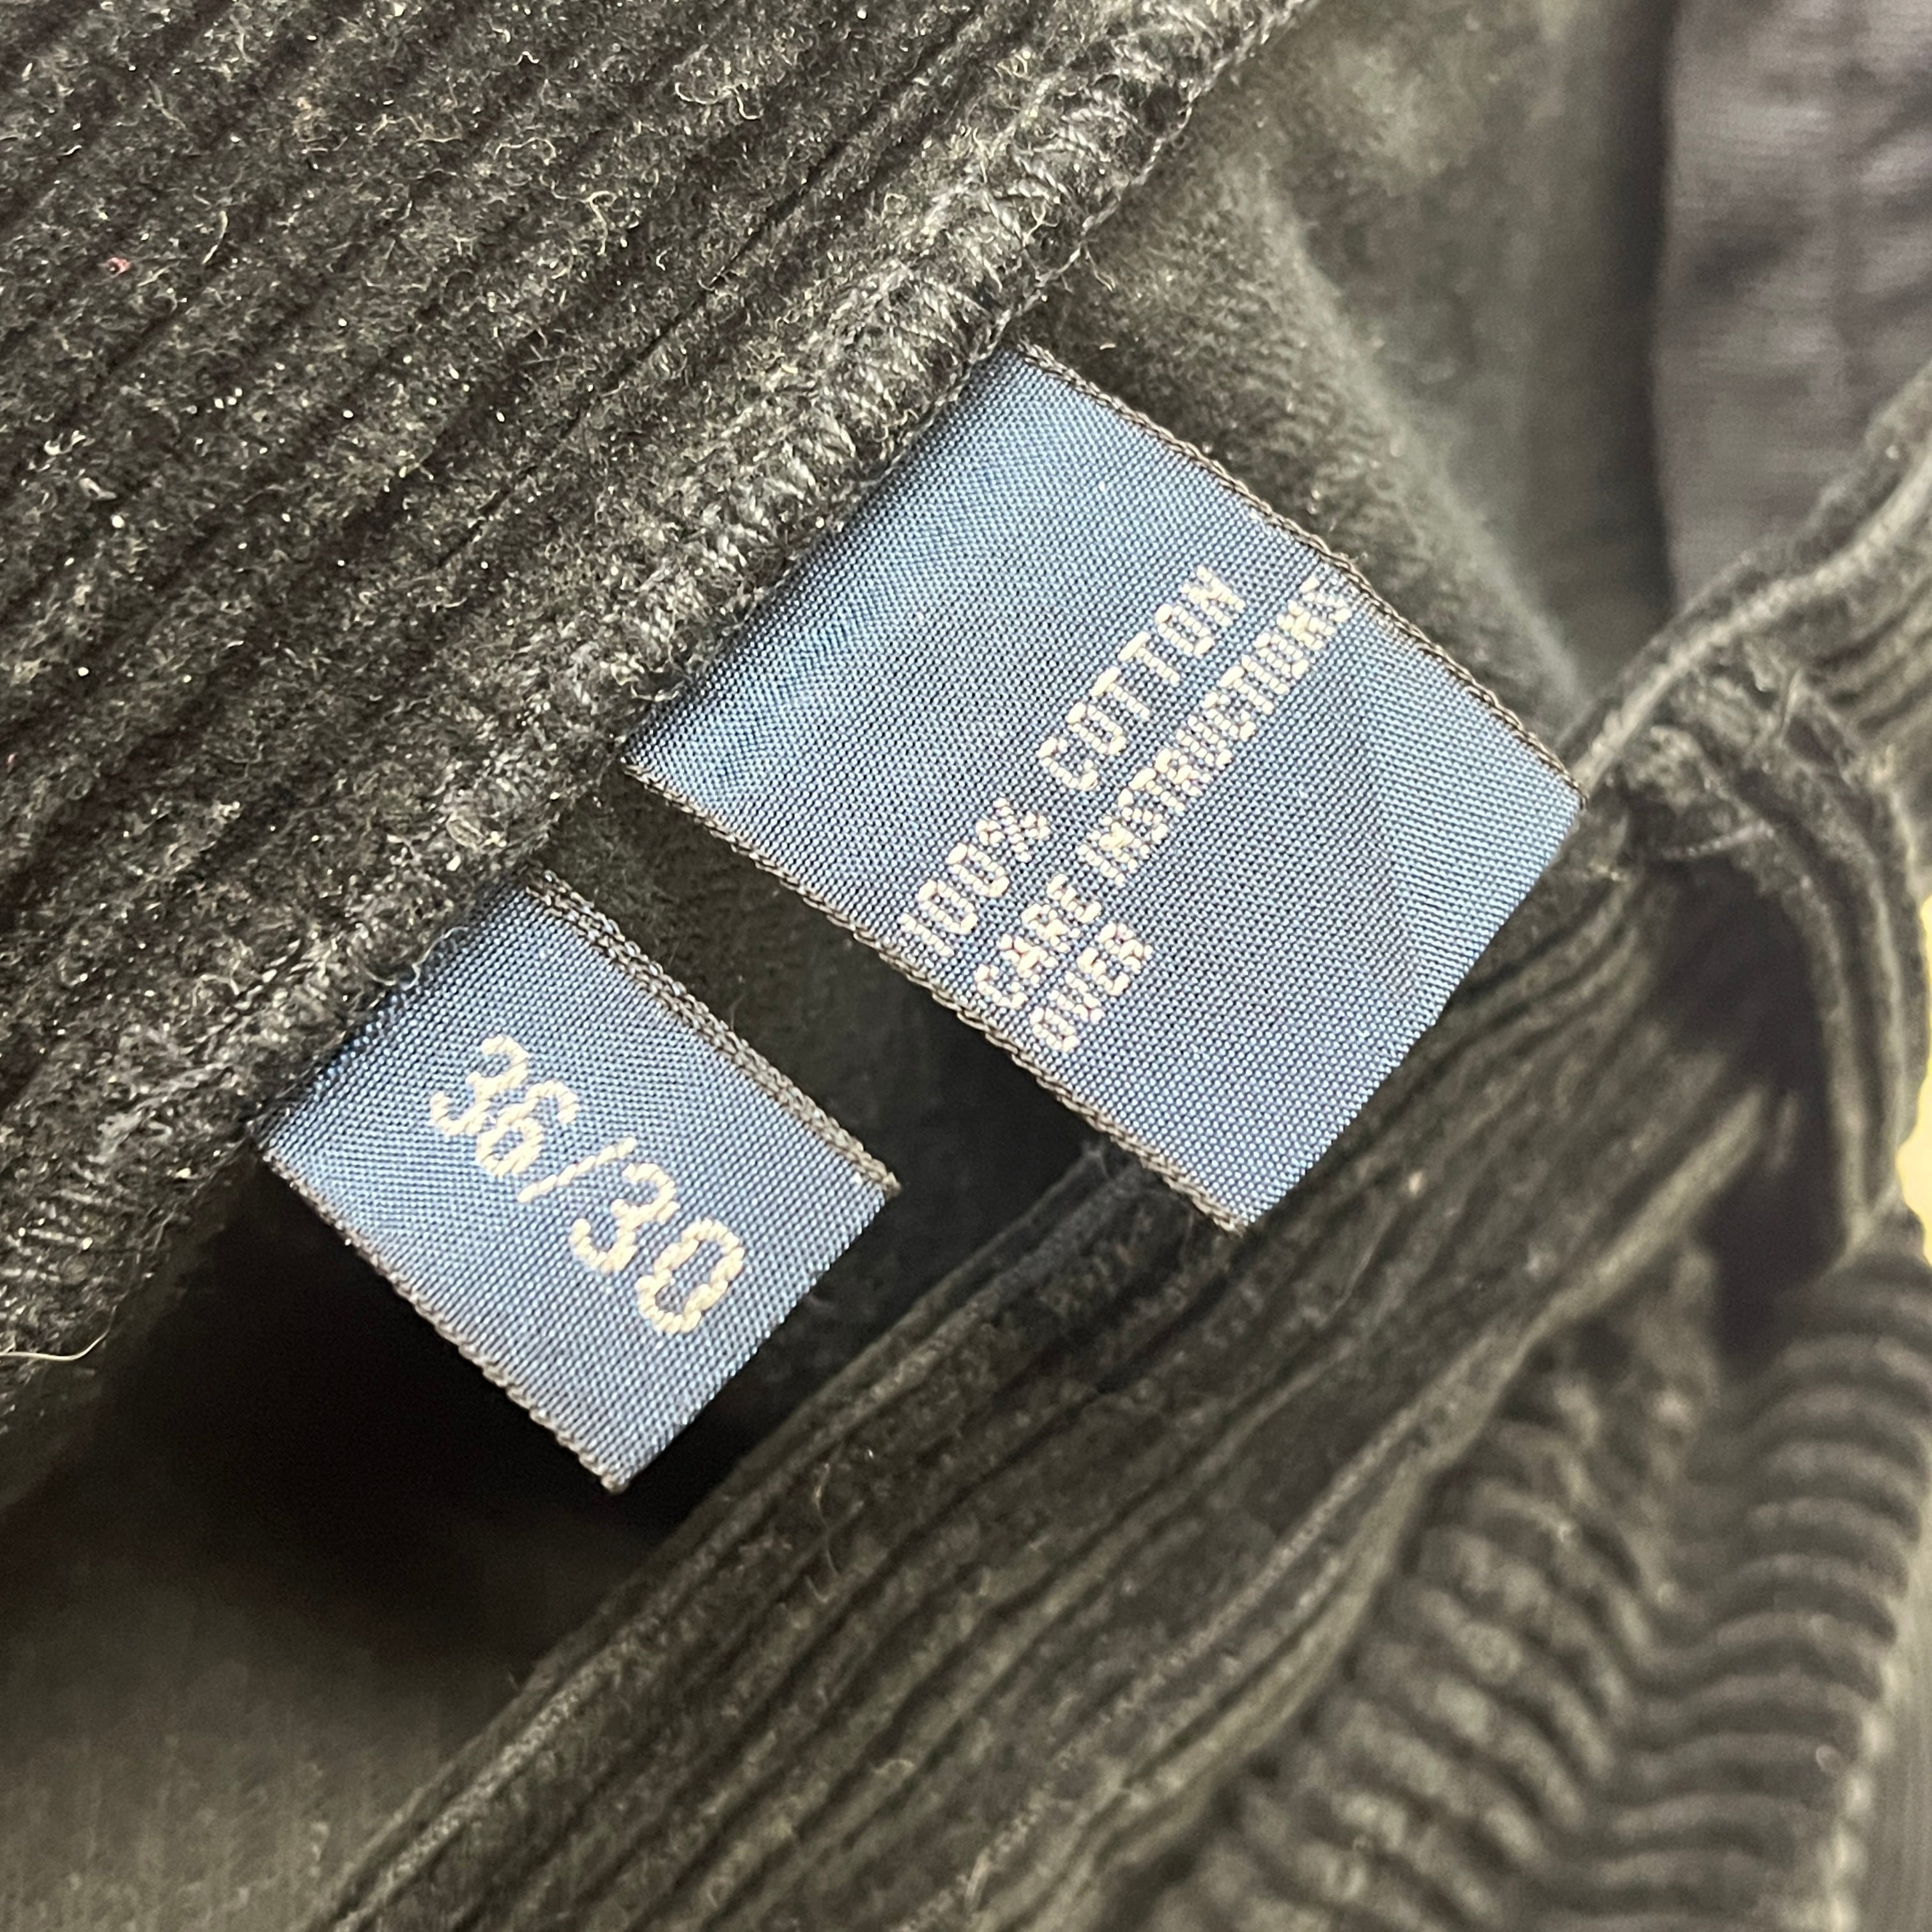 100% COTTON
CARE INSTRUCTIONS
OVER
36/30